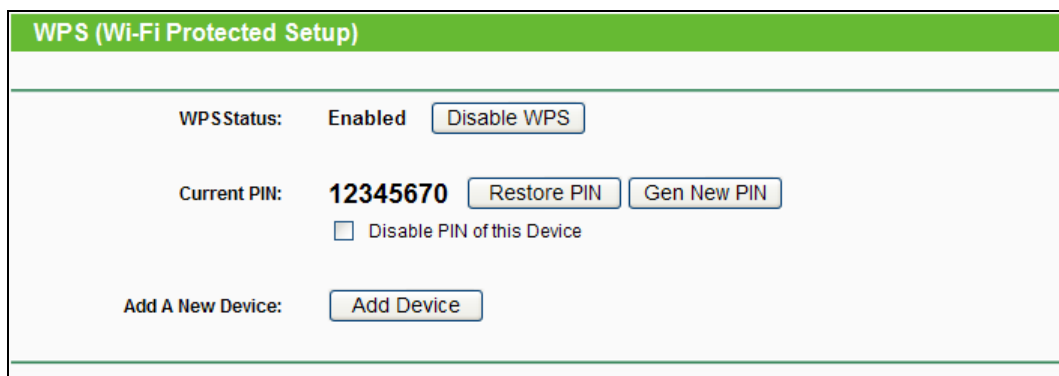 WPS (Wi-Fi Protected Setup)
WPS Status: Enabled Disable WPS
Current PIN: 12345670 Restore PIN Gen New PIN
Disable PIN of this Device
Add A New Device: Add Device